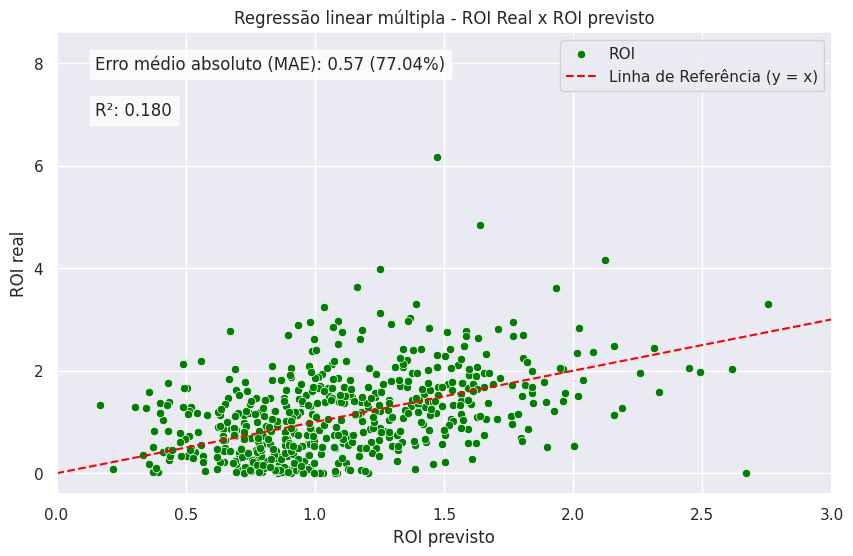 Regressão linear múltipla - ROI Real x ROI previsto
Erro médio absoluto (MAE): 0.57 (77.04%)
R²: 0.180
ROI
Linha de Referência (y = x)
ROI real
8
6
4
2
0
0.0 0.5 1.0 1.5 2.0 2.5 3.0
ROI previsto